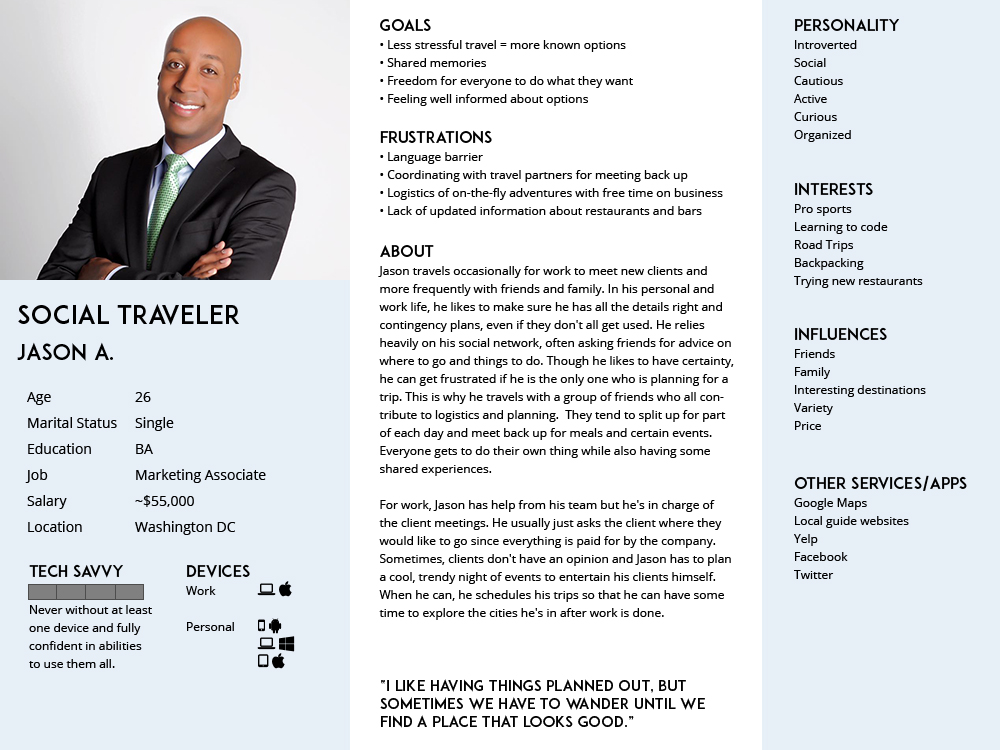 SOCIAL TRAVELER
JASON A.
Age 26
Marital Status Single
Education BA
Job Marketing Associate
Salary ~$55,000
Location Washington DC
TECH SAVVY
Never without at least
one device and fully
confident in abilities
to use them all.
DEVICES
Work
Personal
GOALS
• Less stressful travel = more known options
• Shared memories
• Freedom for everyone to do what they want
• Feeling well informed about options
FRUSTRATIONS
• Language barrier
• Coordinating with travel partners for meeting back up
• Logistics of on-the-fly adventures with free time on business
• Lack of updated information about restaurants and bars
ABOUT
Jason travels occasionally for work to meet new clients and
more frequently with friends and family. In his personal and
work life, he likes to make sure he has all the details right and
contingency plans, even if they don't all get used. He relies
heavily on his social network, often asking friends for advice on
where to go and things to do. Though he likes to have certainty,
he can get frustrated if he is the only one who is planning for a
trip. This is why he travels with a group of friends who all con-
tribute to logistics and planning.  They tend to split up for part
of each day and meet back up for meals and certain events.
Everyone gets to do their own thing while also having some
shared experiences.
For work, Jason has help from his team but he's in charge of
the client meetings. He usually just asks the client where they
would like to go since everything is paid for by the company.
Sometimes, clients don't have an opinion and Jason has to plan
a cool, trendy night of events to entertain his clients himself.
When he can, he schedules his trips so that he can have some
time to explore the cities he's in after work is done.
"I LIKE HAVING THINGS PLANNED OUT, BUT
SOMETIMES WE HAVE TO WANDER UNTIL WE
FIND A PLACE THAT LOOKS GOOD."
PERSONALITY
Introverted
Social
Cautious
Active
Curious
Organized
INTERESTS
Pro sports
Learning to code
Road Trips
Backpacking
Trying new restaurants
INFLUENCES
Friends
Family
Interesting destinations
Variety
Price
OTHER SERVICES/APPS
Google Maps
Local guide websites
Yelp
Facebook
Twitter